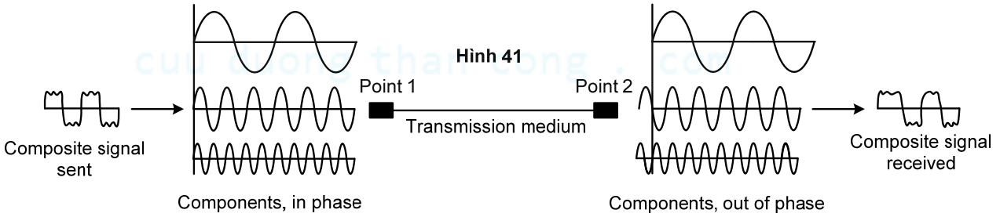 cuu duong than cong . com
Hình 41
Point 1
Point 2
Transmission medium
Composite signal
sent
Composite signal
received
Components, in phase
Components, out of phase